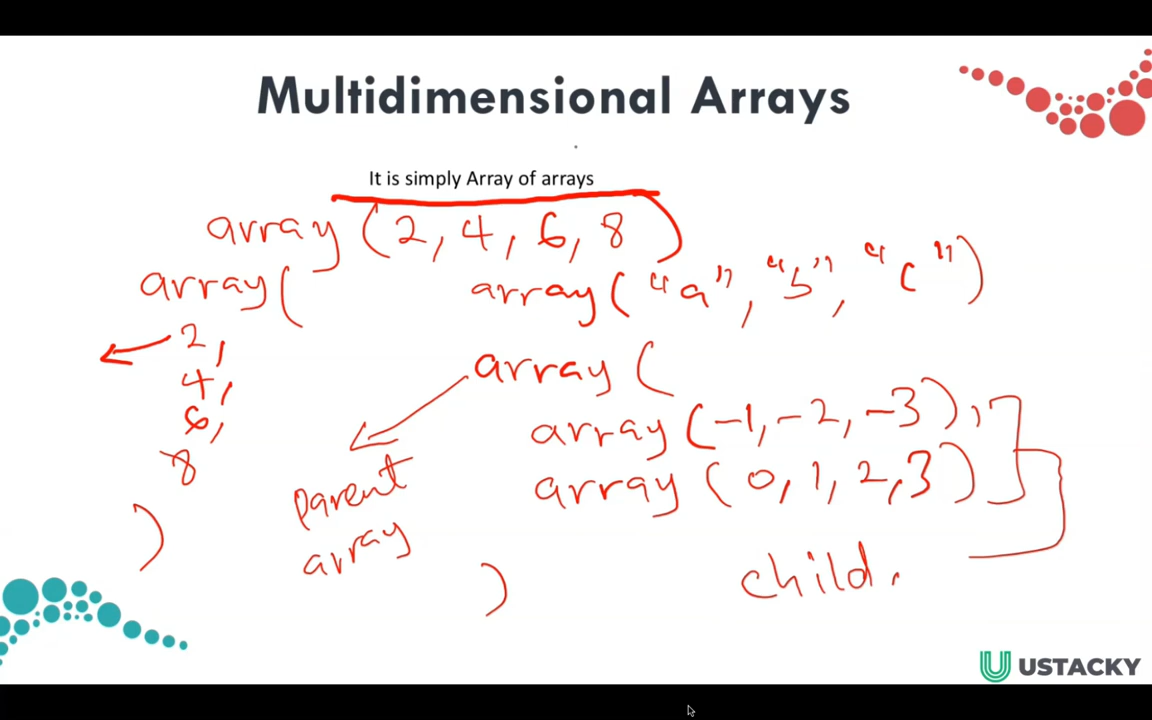 Multidimensional Arrays
It is simply Array of arrays
array (2, 4, 6, 8)
array(
2,
4,
6,
8
)
array("a", "b", "c")
array (
array (-1, -2, -3),
array (0, 1, 2, 3)
)
parent
array
child.
USTACKY